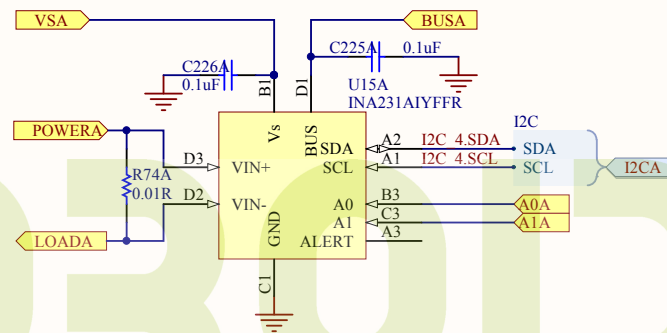 VSA
BUSA
C226A
0.1uF
B1
D1
C225A
0.1uF
U15A
INA231AIYFFR
POWERA
R74A
0.01R
LOADA
D3
D2
Vs
BUS
VIN+
VIN-
GND
C1
SDA
SCL
A0
A1
ALERT
A2
A1
B3
C3
A3
I2C_4.SDA
I2C_4.SCL
I2C
SDA
SCL
I2CA
A0A
A1A